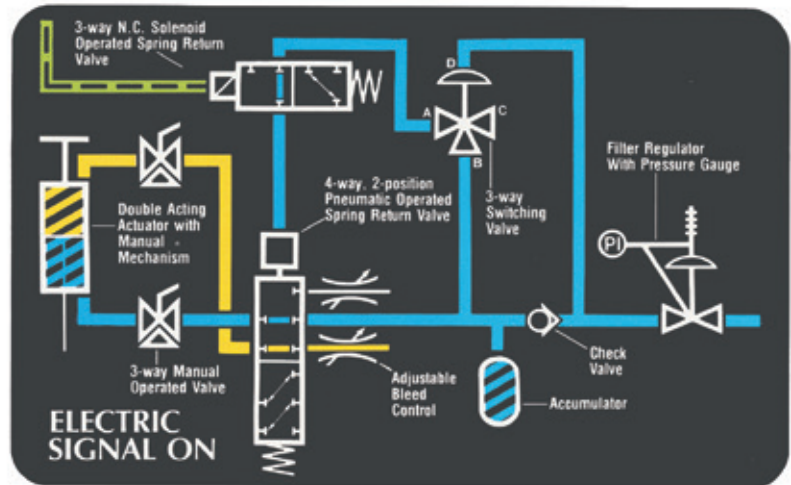 3-way N.C. Solenoid
Operated Spring Return
Valve
D
A
C
B
Filter Regulator
With Pressure Gauge
PI
4-way, 2-position
Pneumatic Operated
Spring Return Valve
3-way
Switching
Valve
Double Acting
Actuator with
Manual
Mechanism
3-way Manual
Operated Valve
Adjustable
Bleed
Control
Check
Valve
Accumulator
ELECTRIC
SIGNAL ON